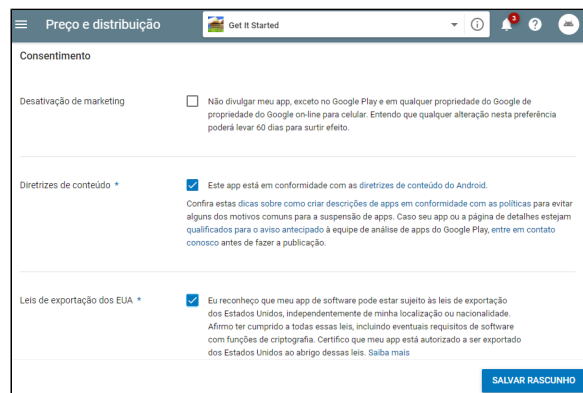 Preço e distribuição
Get It Started
3
Consentimento
Desativação de marketing
Não divulgar meu app, exceto no Google Play e em qualquer propriedade do Google de
propriedade do Google on-line para celular. Entendo que qualquer alteração nesta preferência
poderá levar 60 dias para surtir efeito.
Diretrizes de conteúdo *
Este app está em conformidade com as diretrizes de conteúdo do Android.
Confira estas dicas sobre como criar descrições de apps em conformidade com as políticas para evitar
alguns dos motivos comuns para a suspensão de apps. Caso seu app ou a página de detalhes estejam
qualificados para o aviso antecipado à equipe de análise de apps do Google Play, entre em contato
conosco antes de fazer a publicação.
Leis de exportação dos EUA *
Eu reconheço que meu app de software pode estar sujeito às leis de exportação
dos Estados Unidos, independentemente de minha localização ou nacionalidade.
Afirmo ter cumprido a todas essas leis, incluindo eventuais requisitos de software
com funções de criptografia. Certifico que meu app está autorizado a ser exportado
dos Estados Unidos ao abrigo dessas leis. Saiba mais
SALVAR RASCUNHO